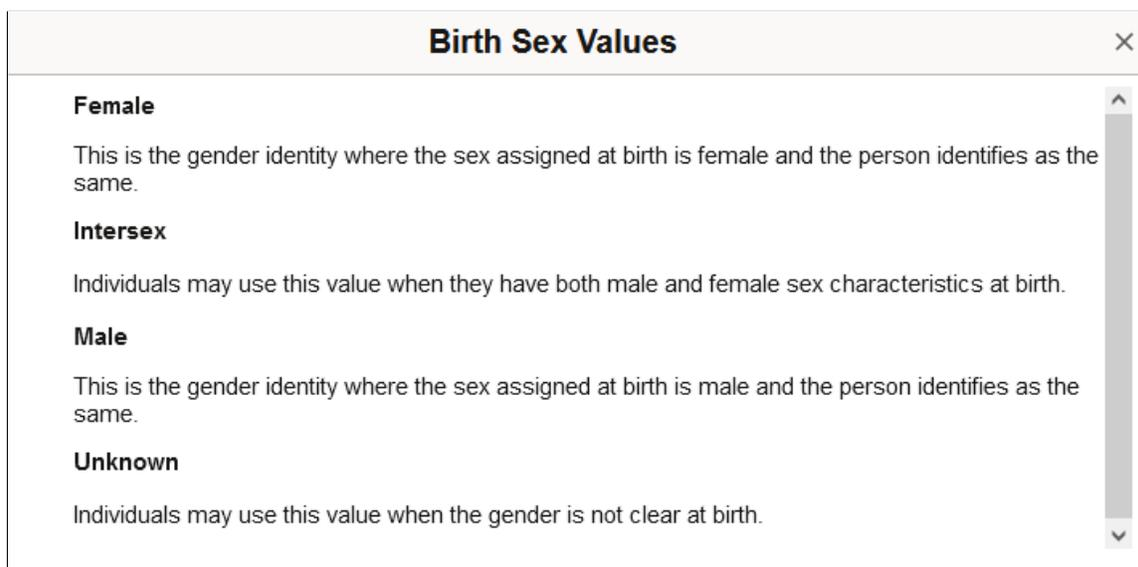 Birth Sex Values
Female
This is the gender identity where the sex assigned at birth is female and the person identifies as the
same.
Intersex
Individuals may use this value when they have both male and female sex characteristics at birth.
Male
This is the gender identity where the sex assigned at birth is male and the person identifies as the
same.
Unknown
Individuals may use this value when the gender is not clear at birth.